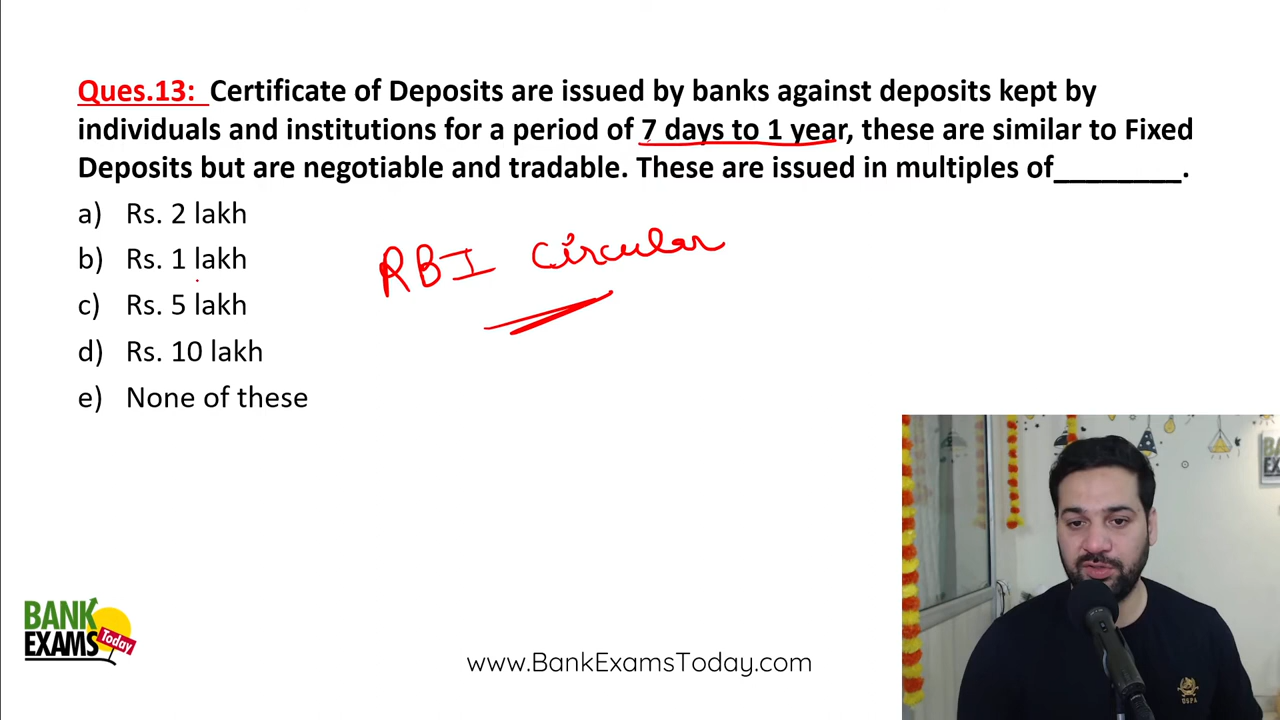 Ques.13: Certificate of Deposits are issued by banks against deposits kept by
individuals and institutions for a period of 7 days to 1 year, these are similar to Fixed
Deposits but are negotiable and tradable. These are issued in multiples of_________.
a) Rs. 2 lakh
b) Rs. 1 lakh
c) Rs. 5 lakh
d) Rs. 10 lakh
e) None of these
RBI Circular
BANK
EXAMS Today
www.BankExamsToday.com
USPA